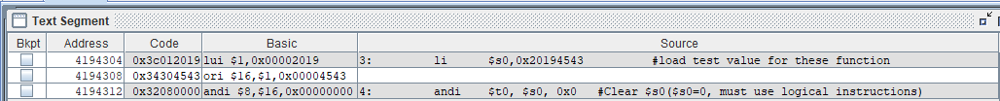 Text Segment
Bkpt Address Code Basic Source
4194304 0x3c012019 lui $1,0x00002019 3: li $s0,0x20194543 #load test value for these function
4194308 0x34304543 ori $16,$1,0x00004543
4194312 0x32080000 andi $8,$16,0x00000000 4: andi $t0, $s0, 0x0 #Clear $s0($s0=0, must use logical instructions)